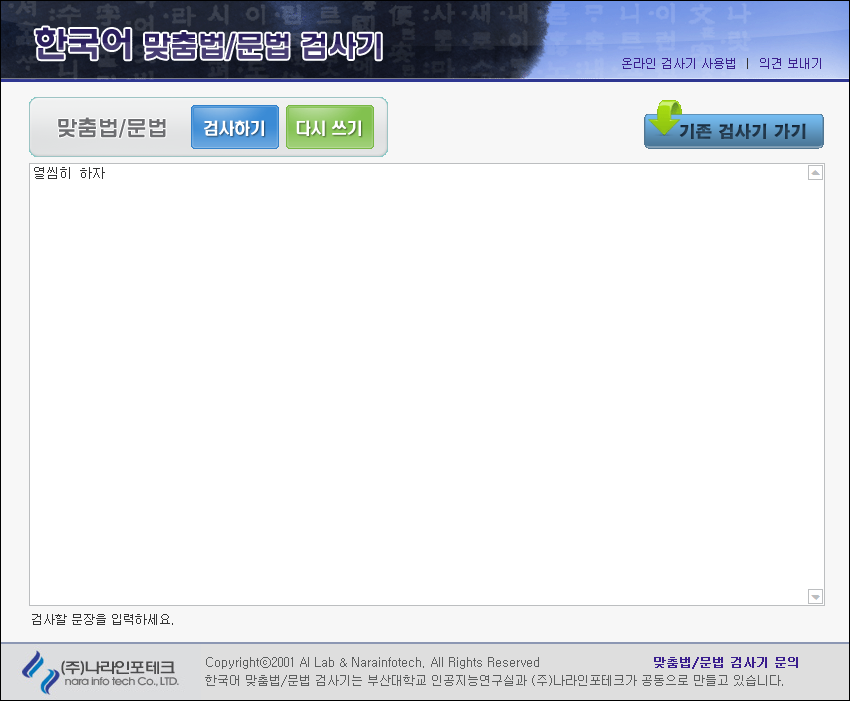 한국어 맞춤법/문법 검사기
온라인 검사기 사용법 | 의견 보내기
맞춤법/문법 검사하기 다시 쓰기 기존 검사기 가기
열씸히 하자
검사할 문장을 입력하세요.
(주)나라인포테크
nara info tech Co., LTD.
Copyright©2001 AI Lab & Narainfotech, All Rights Reserved 맞춤법/문법 검사기 문의
한국어 맞춤법/문법 검사기는 부산대학교 인공지능연구실과 (주)나라인포테크가 공동으로 만들고 있습니다.